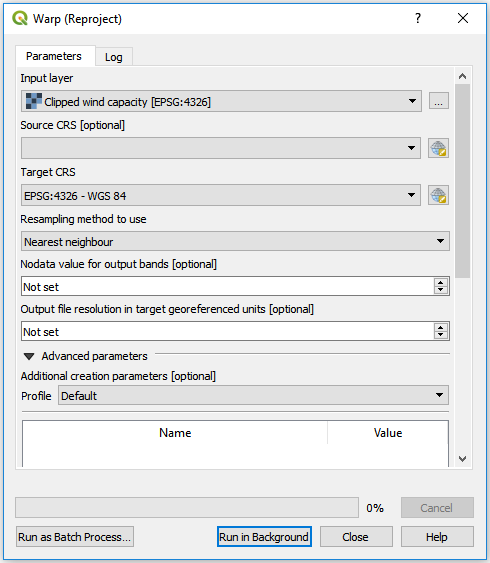 Warp (Reproject)
Parameters Log
Input layer
Clipped wind capacity [EPSG:4326]
...
Source CRS [optional]
Target CRS
EPSG:4326 - WGS 84
Resampling method to use
Nearest neighbour
Nodata value for output bands [optional]
Not set
Output file resolution in target georeferenced units [optional]
Not set
Advanced parameters
Additional creation parameters [optional]
Profile Default
Name Value
0% Cancel
Run as Batch Process... Run in Background Close Help